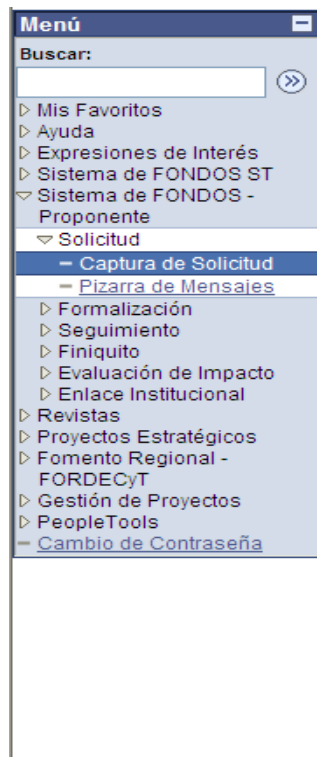 Menú
Buscar:
Mis Favoritos
Ayuda
Expresiones de Interés
Sistema de FONDOS ST
Sistema de FONDOS -
Proponente
Solicitud
Captura de Solicitud
Pizarra de Mensajes
Formalización
Seguimiento
Finiquito
Evaluación de Impacto
Enlace Institucional
Revistas
Proyectos Estratégicos
Fomento Regional -
FORDECyT
Gestión de Proyectos
PeopleTools
Cambio de Contraseña